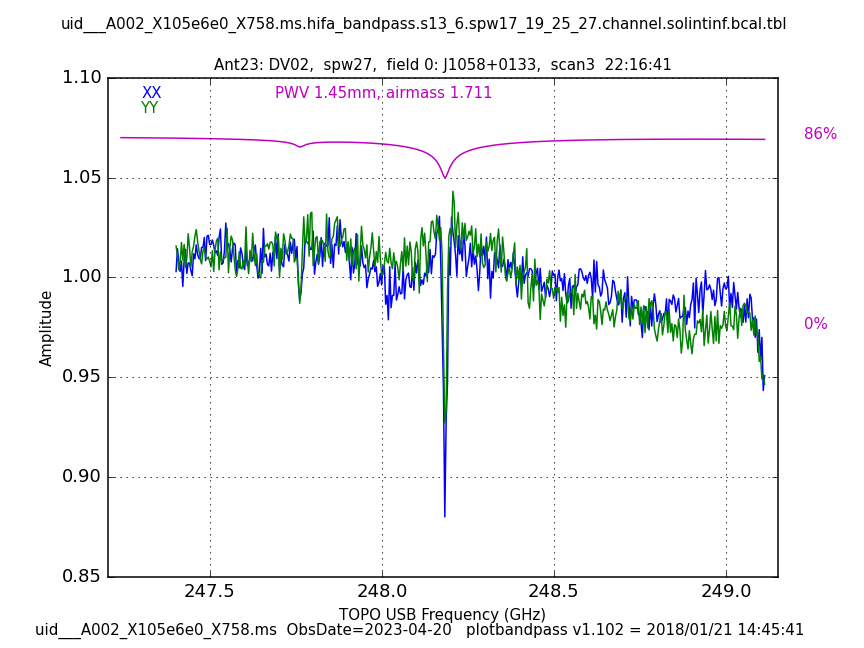 uid___A002_X105e6e0_X758.ms.hifa_bandpass.s13_6.spw17_19_25_27.channel.solintinf.bcal.tbl
Ant23: DV02,  spw27,  field 0: J1058+0133,  scan3  22:16:41
1.10
XX
PWV 1.45mm, airmass 1.711
YY
86%
1.05
1.00
0%
Amplitude
0.95
0.90
0.85
247.5 248.0 248.5 249.0
TOPO USB Frequency (GHz)
uid___A002_X105e6e0_X758.ms  ObsDate=2023-04-20   plotbandpass v1.102 = 2018/01/21 14:45:41